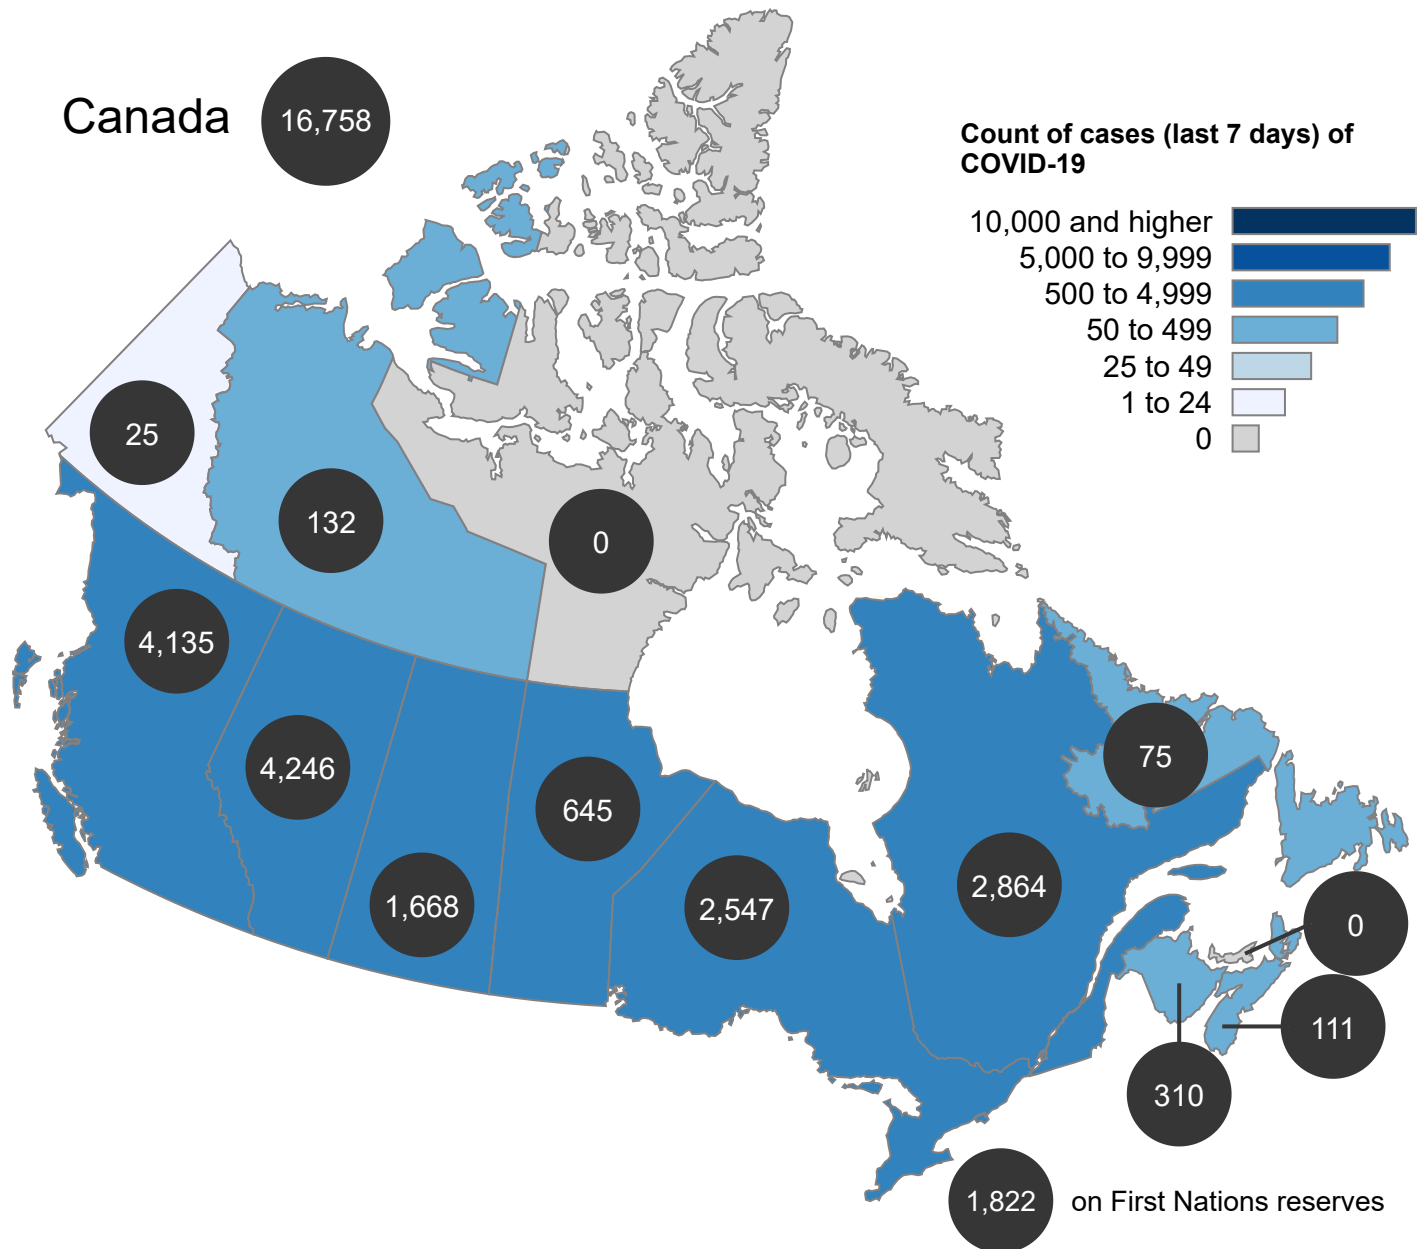 Canada
16,758
Count of cases (last 7 days) of
COVID-19
10,000 and higher
5,000 to 9,999
500 to 4,999
50 to 499
25 to 49
1 to 24
0
25
132
0
4,135
4,246
1,668
645
2,547
2,864
75
0
111
310
1,822
on First Nations reserves